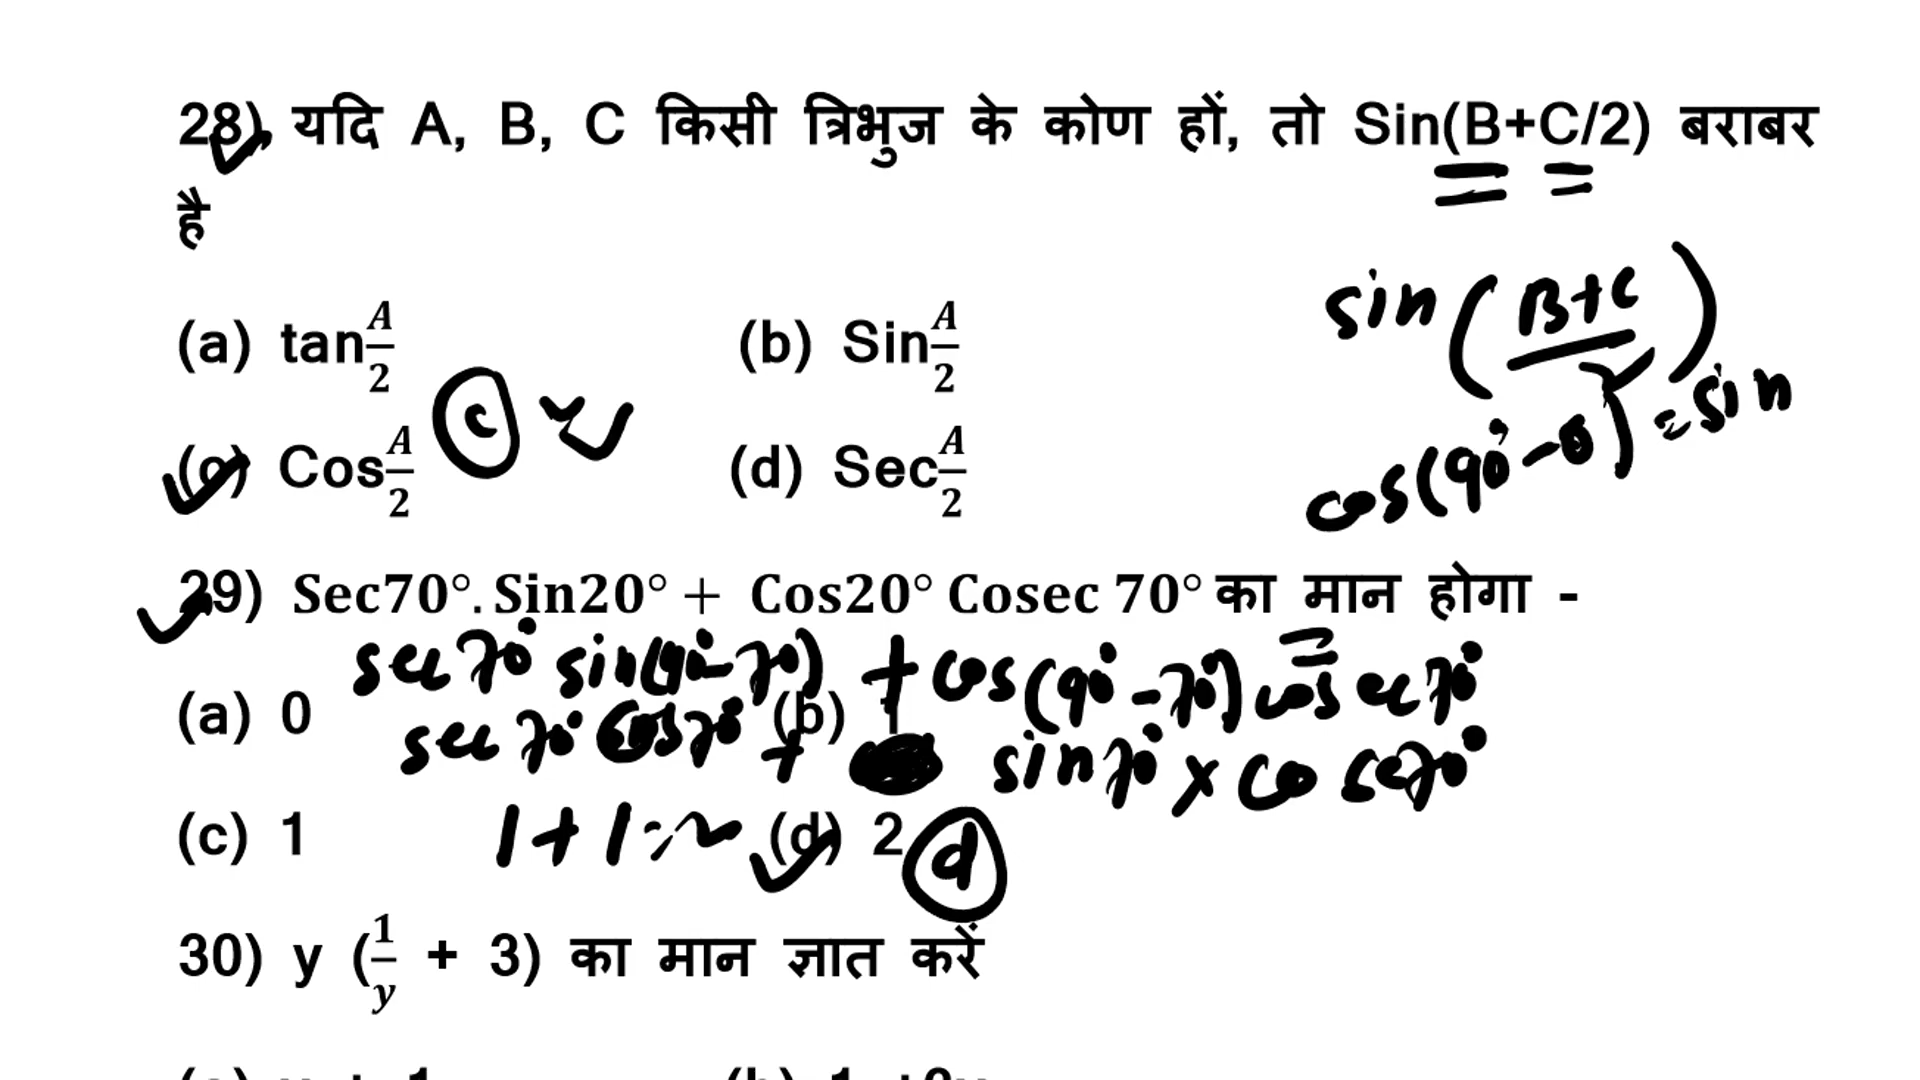 28) यदि A, B, C किसी त्रिभुज के कोण हों, तो Sin(B+C/2) बराबर
है
(a) tan A/2 (b) Sin A/2
sin (B+C/2)
(c) Cos A/2 (c) (d) Sec A/2
cos(90°-θ) = sin
29) Sec70°. Sin20° + Cos20° Cosec 70° का मान होगा -
sec70° sin(90°-70°) + cos(90°-70°) cosec70°
(a) 0 (b) 1
sec70° cos70° + sin70° × cosec70°
(c) 1 1+1=2 (d) 2 (d)
30) y (1/y + 3) का मान ज्ञात करें